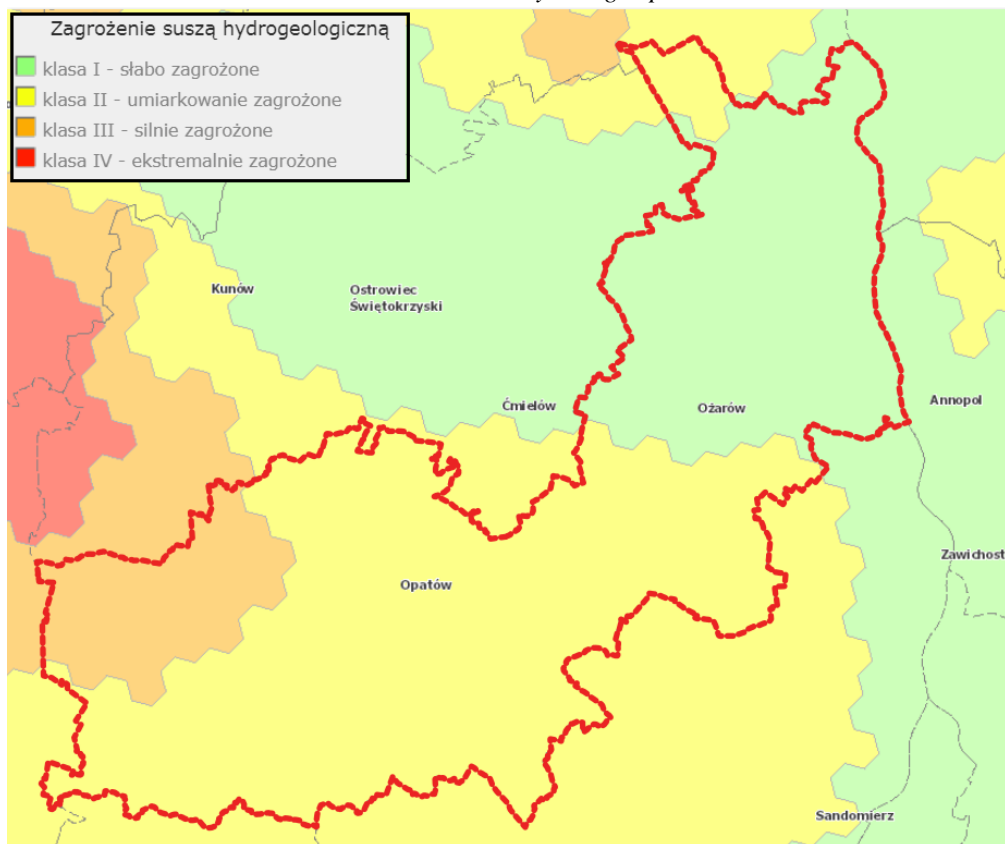 Zagrożenie suszą hydrogeologiczną
klasa I - słabo zagrożone
klasa II - umiarkowanie zagrożone
klasa III - silnie zagrożone
klasa IV - ekstremalnie zagrożone
Kunów
Ostrowiec
Świętokrzyski
Ćmielów
Ożarów
Annopol
Zawichost
Opatów
Sandomierz